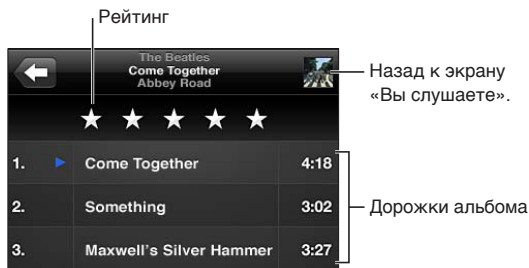 Рейтинг
The Beatles
Come Together
Abbey Road
Назад к экрану
«Вы слушаете».
1. Come Together 4:18
2. Something 3:02
3. Maxwell's Silver Hammer 3:27
Дорожки альбома